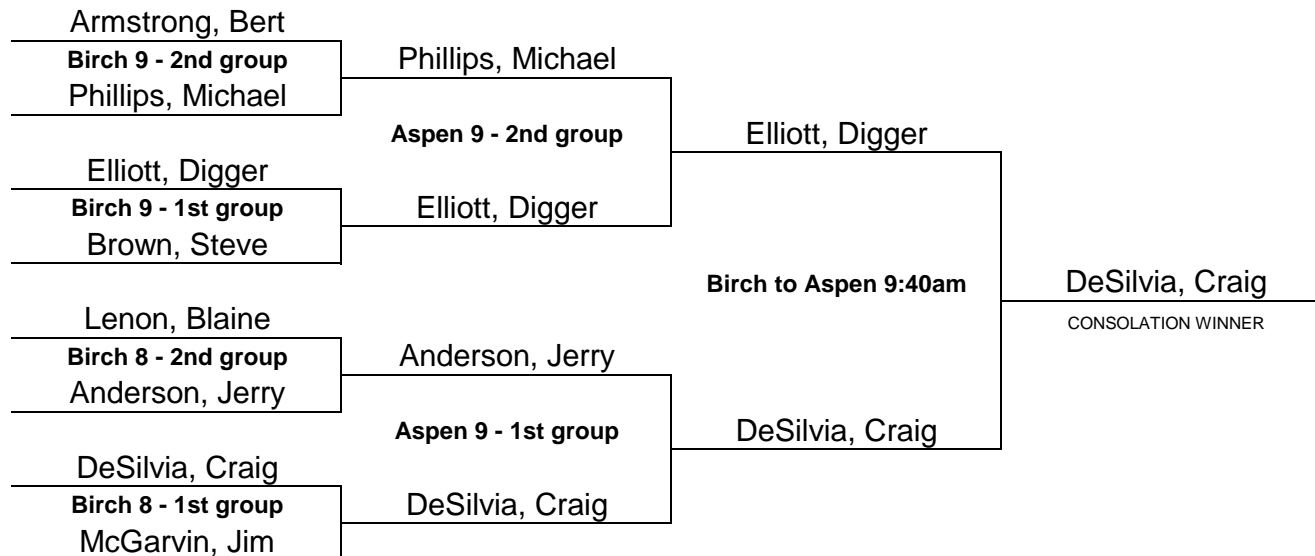 Armstrong, Bert
Birch 9 - 2nd group
Phillips, Michael
Phillips, Michael
Aspen 9 - 2nd group
Elliott, Digger
Elliott, Digger
Birch 9 - 1st group
Elliott, Digger
Brown, Steve
Birch to Aspen 9:40am
DeSilvia, Craig
CONSOLATION WINNER
Lenon, Blaine
Birch 8 - 2nd group
Anderson, Jerry
Anderson, Jerry
Aspen 9 - 1st group
DeSilvia, Craig
DeSilvia, Craig
Birch 8 - 1st group
DeSilvia, Craig
McGarvin, Jim